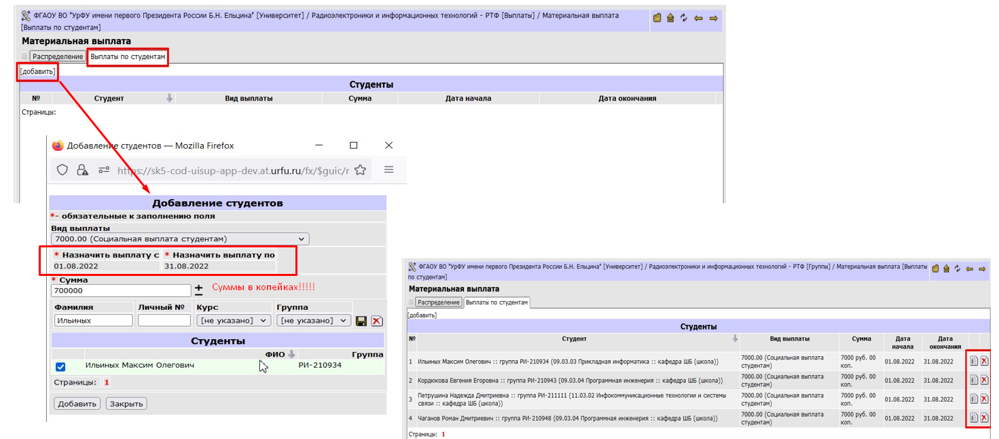 ФГАОУ ВО "УрФУ имени первого Президента России Б.Н. Ельцина" [Университет] / Радиоэлектроники и информационных технологий - РТФ [Выплаты] / Материальная выплата
[Выплаты по студентам]
Материальная выплата
Распределение Выплаты по студентам
[добавить]
Студенты
№ Студент Вид выплаты Сумма Дата начала Дата окончания
Страницы:
Добавление студентов — Mozilla Firefox
https://sk5-cod-uisup-app-dev.at.urfu.ru/fx/$guic/r
Добавление студентов
*- обязательные к заполнению поля
Вид выплаты
7000.00 (Социальная выплата студентам)
* Назначить выплату с * Назначить выплату по
01.08.2022 31.08.2022
* Сумма
700000 Суммы в копейках!!!!!
Фамилия Личный № Курс Группа
Ильиных [не указано] [не указано]
Студенты
ФИО Группа
Ильиных Максим Олегович РИ-210934
Страницы: 1
Добавить Закрыть
ФГАОУ ВО "УрФУ имени первого Президента России Б.Н. Ельцина" [Университет] / Радиоэлектроники и информационных технологий - РТФ [Группы] / Материальная выплата [Выплаты
по студентам]
Материальная выплата
Распределение Выплаты по студентам
[добавить]
Студенты
№ Студент Вид выплаты Сумма Дата Дата
начала окончания
1 Ильиных Максим Олегович :: группа РИ-210934 (09.03.03 Прикладная информатика :: кафедра ШБ (школа)) 7000.00 (Социальная выплата 7000 руб. 00 01.08.2022 31.08.2022
студентам) коп.
2 Кордюкова Евгения Егоровна :: группа РИ-210943 (09.03.04 Программная инженерия :: кафедра ШБ (школа)) 7000.00 (Социальная выплата 7000 руб. 00 01.08.2022 31.08.2022
студентам) коп.
3 Петрушина Надежда Дмитриевна :: группа РИ-211111 (11.03.02 Инфокоммуникационные технологии и системы 7000.00 (Социальная выплата 7000 руб. 00 01.08.2022 31.08.2022
связи :: кафедра ШБ (школа)) студентам) коп.
4 Чаганов Роман Дмитриевич :: группа РИ-210948 (09.03.04 Программная инженерия :: кафедра ШБ (школа)) 7000.00 (Социальная выплата 7000 руб. 00 01.08.2022 31.08.2022
студентам) коп.
Страницы: 1